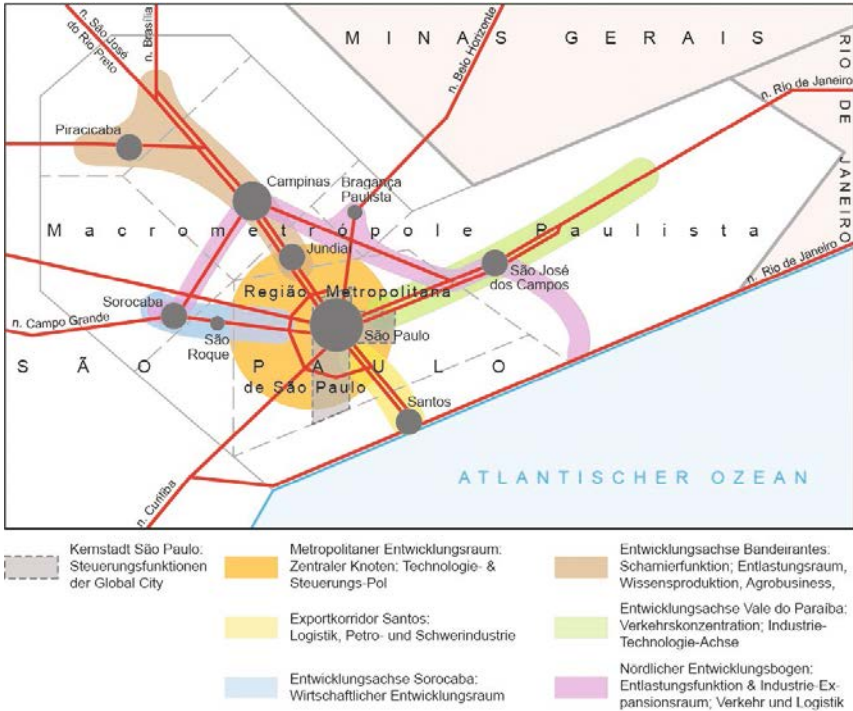 n. São José
do Rio Preto
n. Brasília
MINAS GERAIS
n. Belo Horizonte
RIO DE JANEIRO
n. Rio de Janeiro
Piracicaba
Campinas
Bragança
Paulista
Macrometrópole Paulista
Jundiaí
São José
dos Campos
n. Rio de Janeiro
Sorocaba
Região Metropolitana
n. Campo Grande
São
Roque
São Paulo
SÃO PAULO
de São Paulo
Santos
n. Curitiba
ATLANTISCHER OZEAN
Kernstadt São Paulo:
Steuerungsfunktionen
der Global City
Metropolitaner Entwicklungsraum:
Zentraler Knoten: Technologie- &
Steuerungs-Pol
Exportkorridor Santos:
Logistik, Petro- und Schwerindustrie
Entwicklungsachse Sorocaba:
Wirtschaftlicher Entwicklungsraum
Entwicklungsachse Bandeirantes:
Scharnierfunktion; Entlastungsraum,
Wissensproduktion, Agrobusiness,
Entwicklungsachse Vale do Paraíba:
Verkehrskonzentration; Industrie-
Technologie-Achse
Nördlicher Entwicklungsbogen:
Entlastungsfunktion & Industrie-Ex-
pansionsraum; Verkehr und Logistik